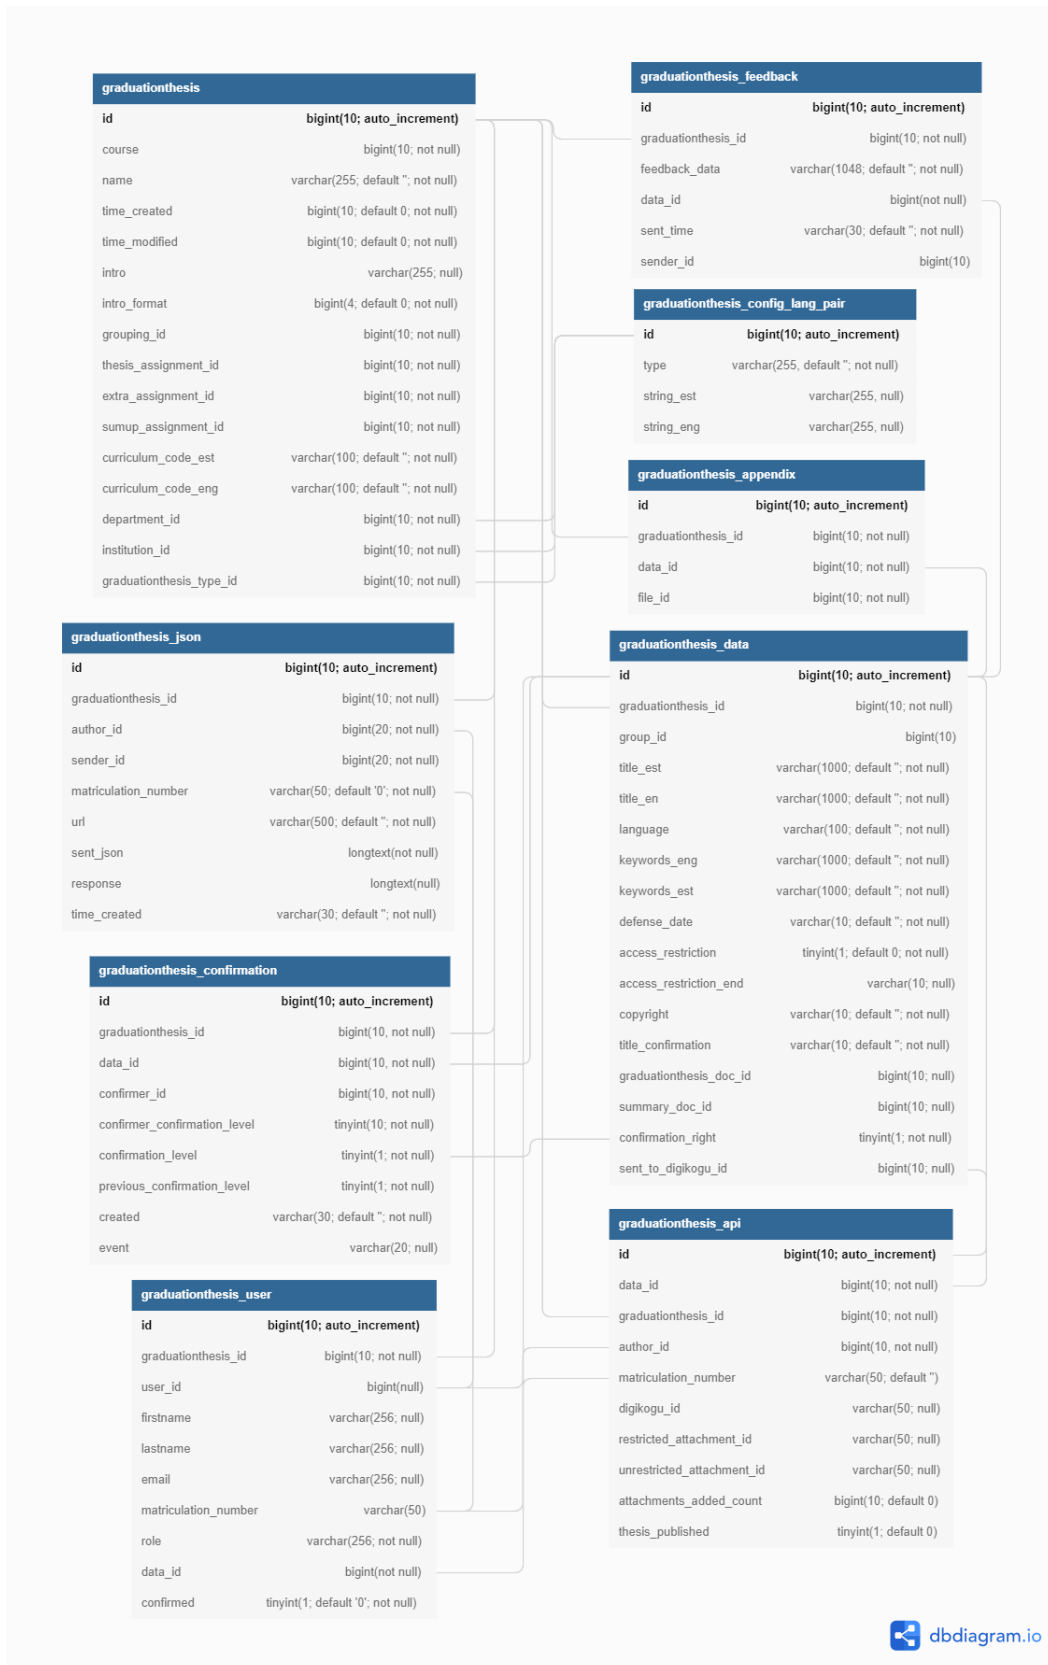 graduationthesis
id bigint(10; auto_increment)
course bigint(10; not null)
name varchar(255; default ''; not null)
time_created bigint(10; default 0; not null)
time_modified bigint(10; default 0; not null)
intro varchar(255; null)
intro_format bigint(4; default 0; not null)
grouping_id bigint(10; not null)
thesis_assignment_id bigint(10; not null)
extra_assignment_id bigint(10; not null)
sumup_assignment_id bigint(10; not null)
curriculum_code_est varchar(100; default ''; not null)
curriculum_code_eng varchar(100; default ''; not null)
department_id bigint(10; not null)
institution_id bigint(10; not null)
graduationthesis_type_id bigint(10; not null)
graduationthesis_json
id bigint(10; auto_increment)
graduationthesis_id bigint(10; not null)
author_id bigint(20; not null)
sender_id bigint(20; not null)
matriculation_number varchar(50; default '0'; not null)
url varchar(500; default ''; not null)
sent_json longtext(not null)
response longtext(null)
time_created varchar(30; default ''; not null)
graduationthesis_confirmation
id bigint(10; auto_increment)
graduationthesis_id bigint(10, not null)
data_id bigint(10, not null)
confirmer_id bigint(10, not null)
confirmer_confirmation_level tinyint(10; not null)
confirmation_level tinyint(1; not null)
previous_confirmation_level tinyint(1; not null)
created varchar(30; default ''; not null)
event varchar(20; null)
graduationthesis_user
id bigint(10; auto_increment)
graduationthesis_id bigint(10; not null)
user_id bigint(null)
firstname varchar(256; null)
lastname varchar(256; null)
email varchar(256; null)
matriculation_number varchar(50)
role varchar(256; not null)
data_id bigint(not null)
confirmed tinyint(1; default '0'; not null)
graduationthesis_feedback
id bigint(10; auto_increment)
graduationthesis_id bigint(10; not null)
feedback_data varchar(1048; default ''; not null)
data_id bigint(not null)
sent_time varchar(30; default ''; not null)
sender_id bigint(10)
graduationthesis_config_lang_pair
id bigint(10; auto_increment)
type varchar(255, default ''; not null)
string_est varchar(255, null)
string_eng varchar(255, null)
graduationthesis_appendix
id bigint(10; auto_increment)
graduationthesis_id bigint(10; not null)
data_id bigint(10; not null)
file_id bigint(10; not null)
graduationthesis_data
id bigint(10; auto_increment)
graduationthesis_id bigint(10; not null)
group_id bigint(10)
title_est varchar(1000; default ''; not null)
title_en varchar(1000; default ''; not null)
language varchar(100; default ''; not null)
keywords_eng varchar(1000; default ''; not null)
keywords_est varchar(1000; default ''; not null)
defense_date varchar(10; default ''; not null)
access_restriction tinyint(1; default 0; not null)
access_restriction_end varchar(10; null)
copyright varchar(10; default ''; not null)
title_confirmation varchar(10; default ''; not null)
graduationthesis_doc_id bigint(10; null)
summary_doc_id bigint(10; null)
confirmation_right tinyint(1; not null)
sent_to_digikogu_id bigint(10; null)
graduationthesis_api
id bigint(10; auto_increment)
data_id bigint(10; not null)
graduationthesis_id bigint(10; not null)
author_id bigint(10, not null)
matriculation_number varchar(50; default '')
digikogu_id varchar(50; null)
restricted_attachment_id varchar(50; null)
unrestricted_attachment_id varchar(50; null)
attachments_added_count bigint(10; default 0)
thesis_published tinyint(1; default 0)
dbdiagram.io